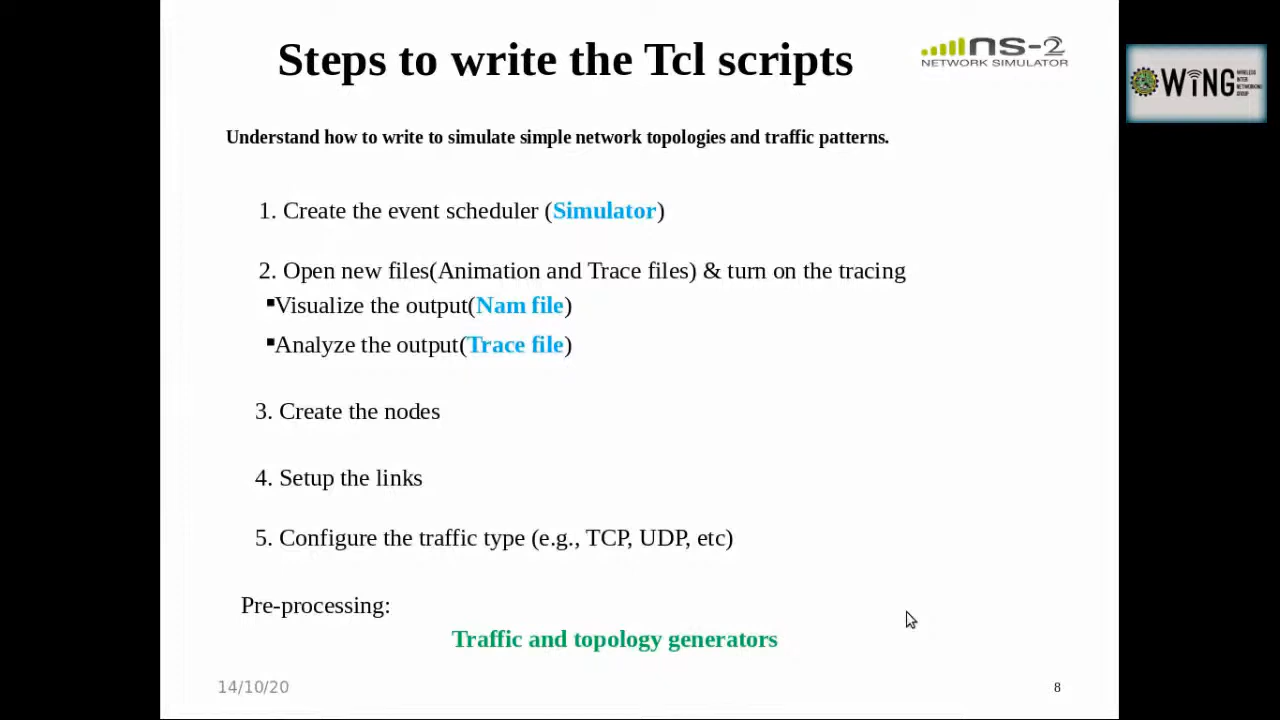 Steps to write the Tcl scripts
ns-2
NETWORK SIMULATOR
WiNG
WIRELESS
INTER
NETWORKING
GROUP
Understand how to write to simulate simple network topologies and traffic patterns.
1. Create the event scheduler (Simulator)
2. Open new files(Animation and Trace files) & turn on the tracing
▪Visualize the output(Nam file)
▪Analyze the output(Trace file)
3. Create the nodes
4. Setup the links
5. Configure the traffic type (e.g., TCP, UDP, etc)
Pre-processing:
Traffic and topology generators
14/10/20
8